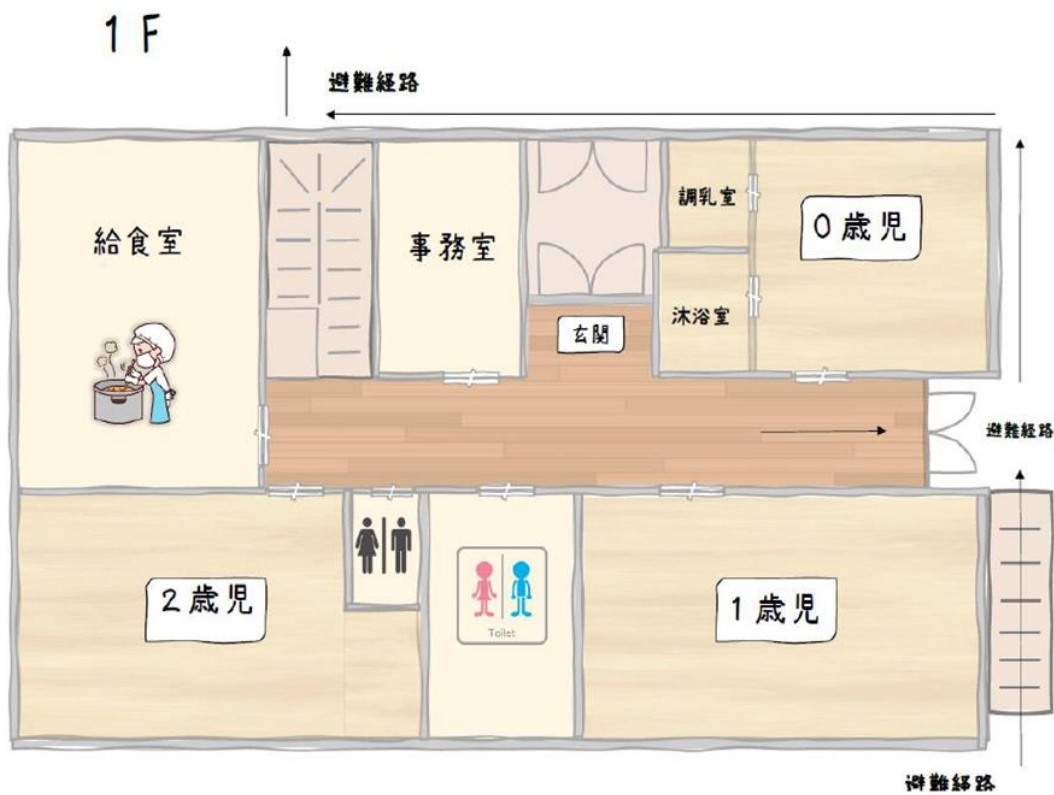 1F
避難経路
給食室
事務室
調乳室
0歳児
沐浴室
玄関
避難経路
2歳児
Toilet
1歳児
避難経路